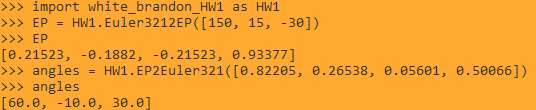 >>> import white_brandon_HW1 as HW1
>>> EP = HW1.Euler3212EP([150, 15, -30])
>>> EP
[0.21523, -0.1882, -0.21523, 0.93377]
>>> angles = HW1.EP2Euler321([0.82205, 0.26538, 0.05601, 0.50066])
>>> angles
[60.0, -10.0, 30.0]